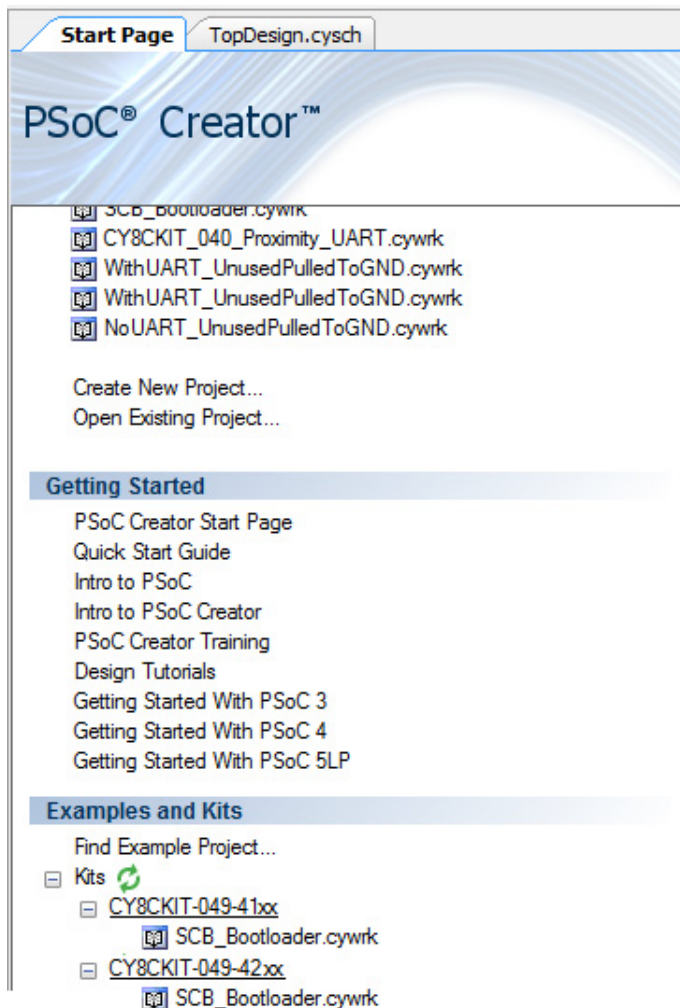 Start Page TopDesign.cysch
PSoC® Creator™
SCB_Bootloader.cywrk
CY8CKIT_040_Proximity_UART.cywrk
WithUART_UnusedPulledToGND.cywrk
WithUART_UnusedPulledToGND.cywrk
NoUART_UnusedPulledToGND.cywrk
Create New Project...
Open Existing Project...
Getting Started
PSoC Creator Start Page
Quick Start Guide
Intro to PSoC
Intro to PSoC Creator
PSoC Creator Training
Design Tutorials
Getting Started With PSoC 3
Getting Started With PSoC 4
Getting Started With PSoC 5LP
Examples and Kits
Find Example Project...
Kits
CY8CKIT-049-41xx
SCB_Bootloader.cywrk
CY8CKIT-049-42xx
SCB_Bootloader.cywrk